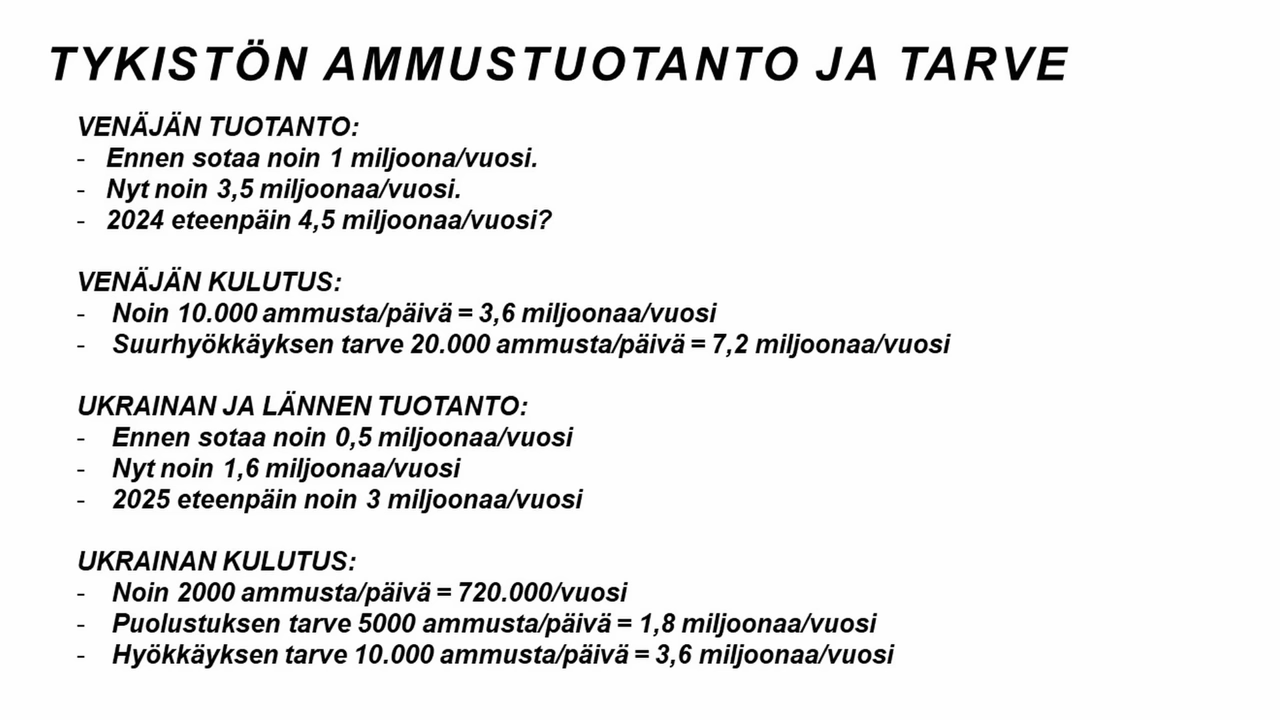 TYKISTÖN AMMUSTUOTANTO JA TARVE
VENÄJÄN TUOTANTO:
- Ennen sotaa noin 1 miljoona/vuosi.
- Nyt noin 3,5 miljoonaa/vuosi.
- 2024 eteenpäin 4,5 miljoonaa/vuosi?
VENÄJÄN KULUTUS:
- Noin 10.000 ammusta/päivä = 3,6 miljoonaa/vuosi
- Suurhyökkäyksen tarve 20.000 ammusta/päivä = 7,2 miljoonaa/vuosi
UKRAINAN JA LÄNNEN TUOTANTO:
- Ennen sotaa noin 0,5 miljoonaa/vuosi
- Nyt noin 1,6 miljoonaa/vuosi
- 2025 eteenpäin noin 3 miljoonaa/vuosi
UKRAINAN KULUTUS:
- Noin 2000 ammusta/päivä = 720.000/vuosi
- Puolustuksen tarve 5000 ammusta/päivä = 1,8 miljoonaa/vuosi
- Hyökkäyksen tarve 10.000 ammusta/päivä = 3,6 miljoonaa/vuosi